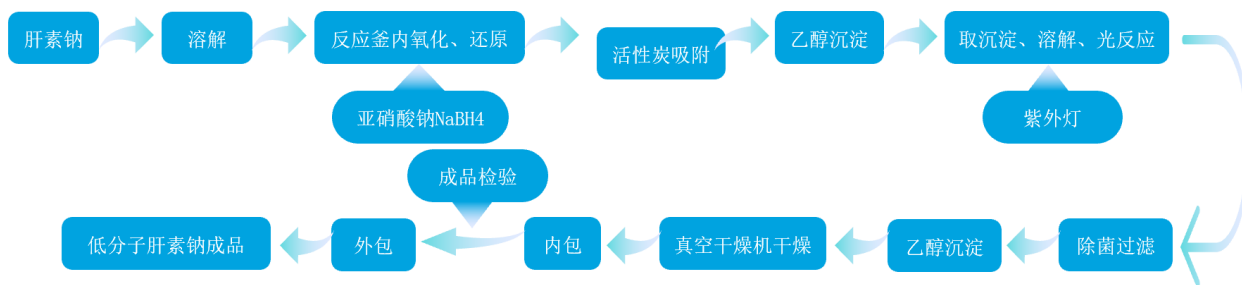 肝素钠
溶解
反应釜内氧化、还原
活性炭吸附
乙醇沉淀
取沉淀、溶解、光反应
亚硝酸钠NaBH4
紫外灯
成品检验
低分子肝素钠成品
外包
内包
真空干燥机干燥
乙醇沉淀
除菌过滤